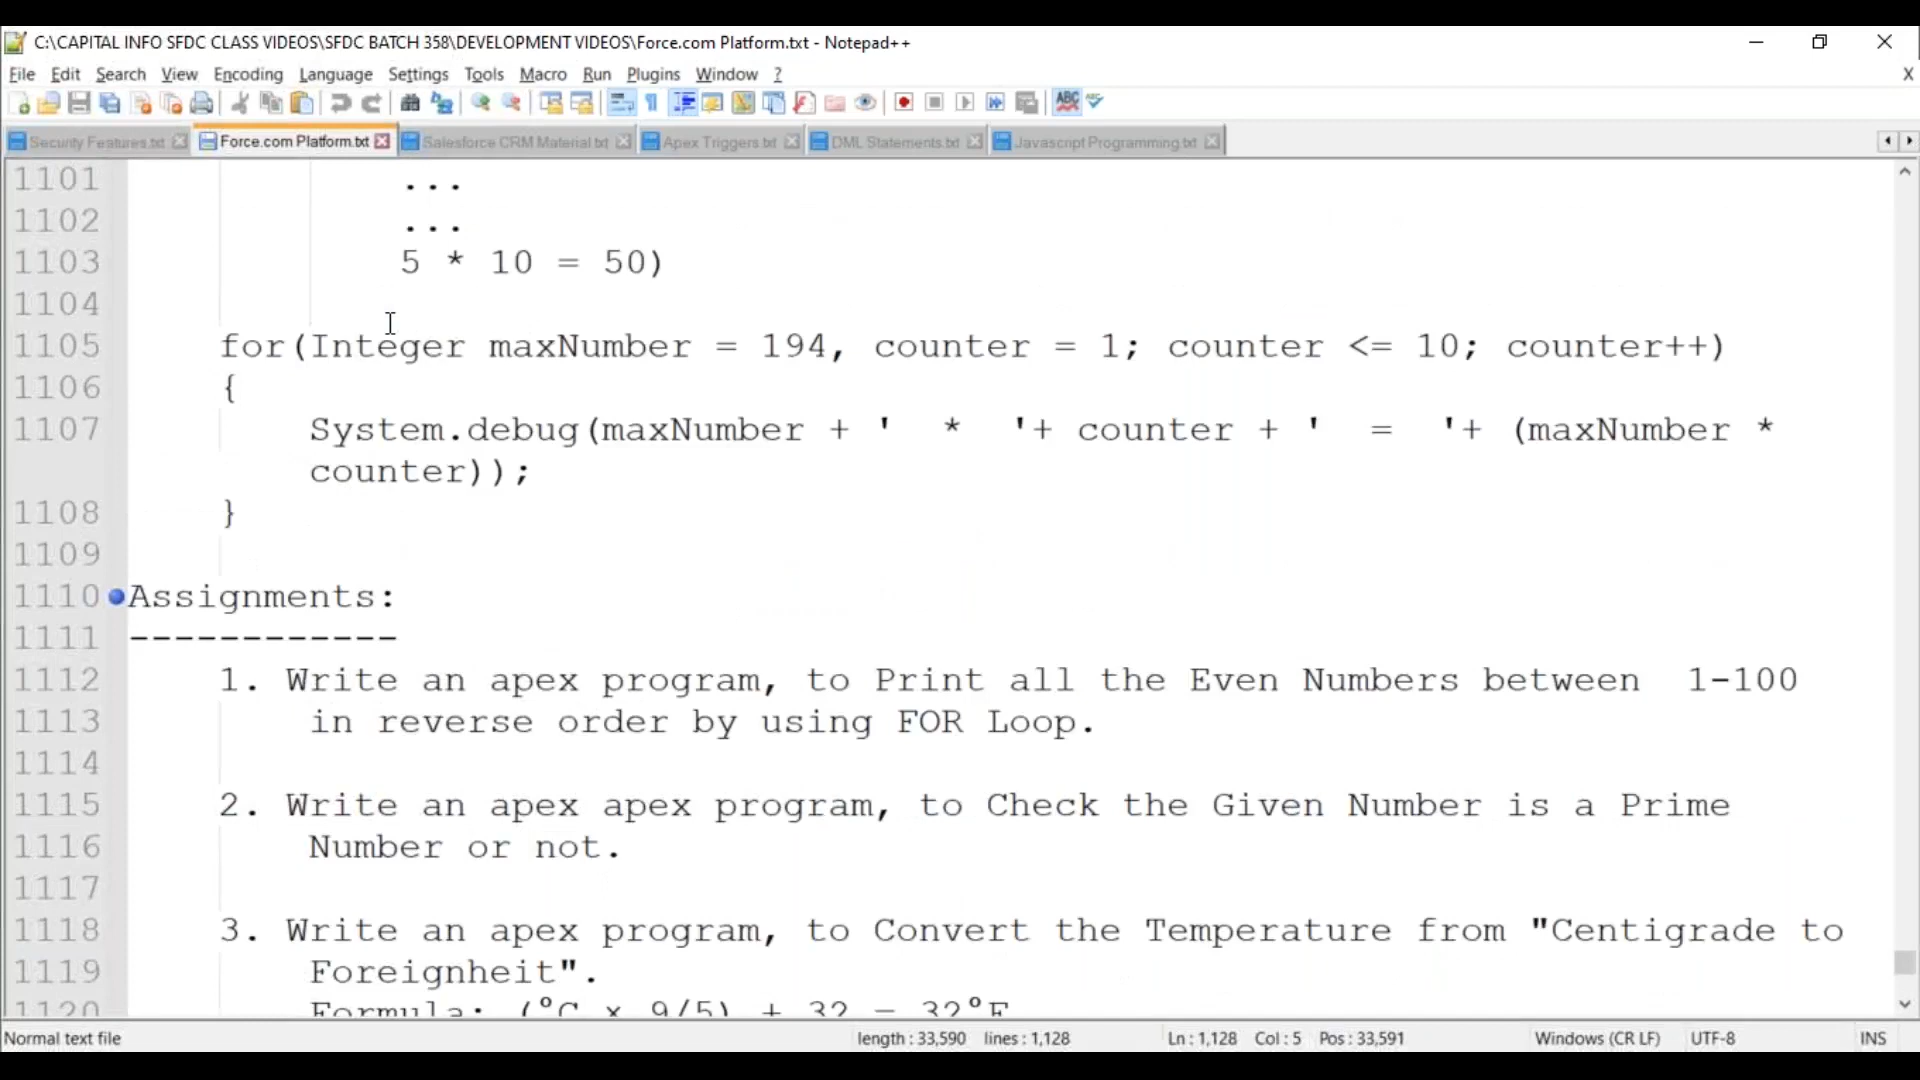 C:\CAPITAL INFO SFDC CLASS VIDEOS\SFDC BATCH 358\DEVELOPMENT VIDEOS\Force.com Platform.txt - Notepad++
File Edit Search View Encoding Language Settings Tools Macro Run Plugins Window ? X
Security Features.txt Force.com Platform.txt Salesforce CRM Material.txt Apex Triggers.txt DML Statements.txt Javascript Programming.txt
1101 ...
1102 ...
1103 5 * 10 = 50)
1104
1105 for(Integer maxNumber = 194, counter = 1; counter <= 10; counter++)
1106 {
1107 System.debug(maxNumber + ' * '+ counter + ' = '+ (maxNumber *
counter));
1108 }
1109
1110 Assignments:
1111 ------------
1112 1. Write an apex program, to Print all the Even Numbers between 1-100
1113 in reverse order by using FOR Loop.
1114
1115 2. Write an apex apex program, to Check the Given Number is a Prime
1116 Number or not.
1117
1118 3. Write an apex program, to Convert the Temperature from "Centigrade to
1119 Foreignheit".
1120 Formula: (°C x 9/5) + 32 = 32°F
Normal text file length : 33,590 lines : 1,128 Ln : 1,128 Col : 5 Pos : 33,591 Windows (CR LF) UTF-8 INS